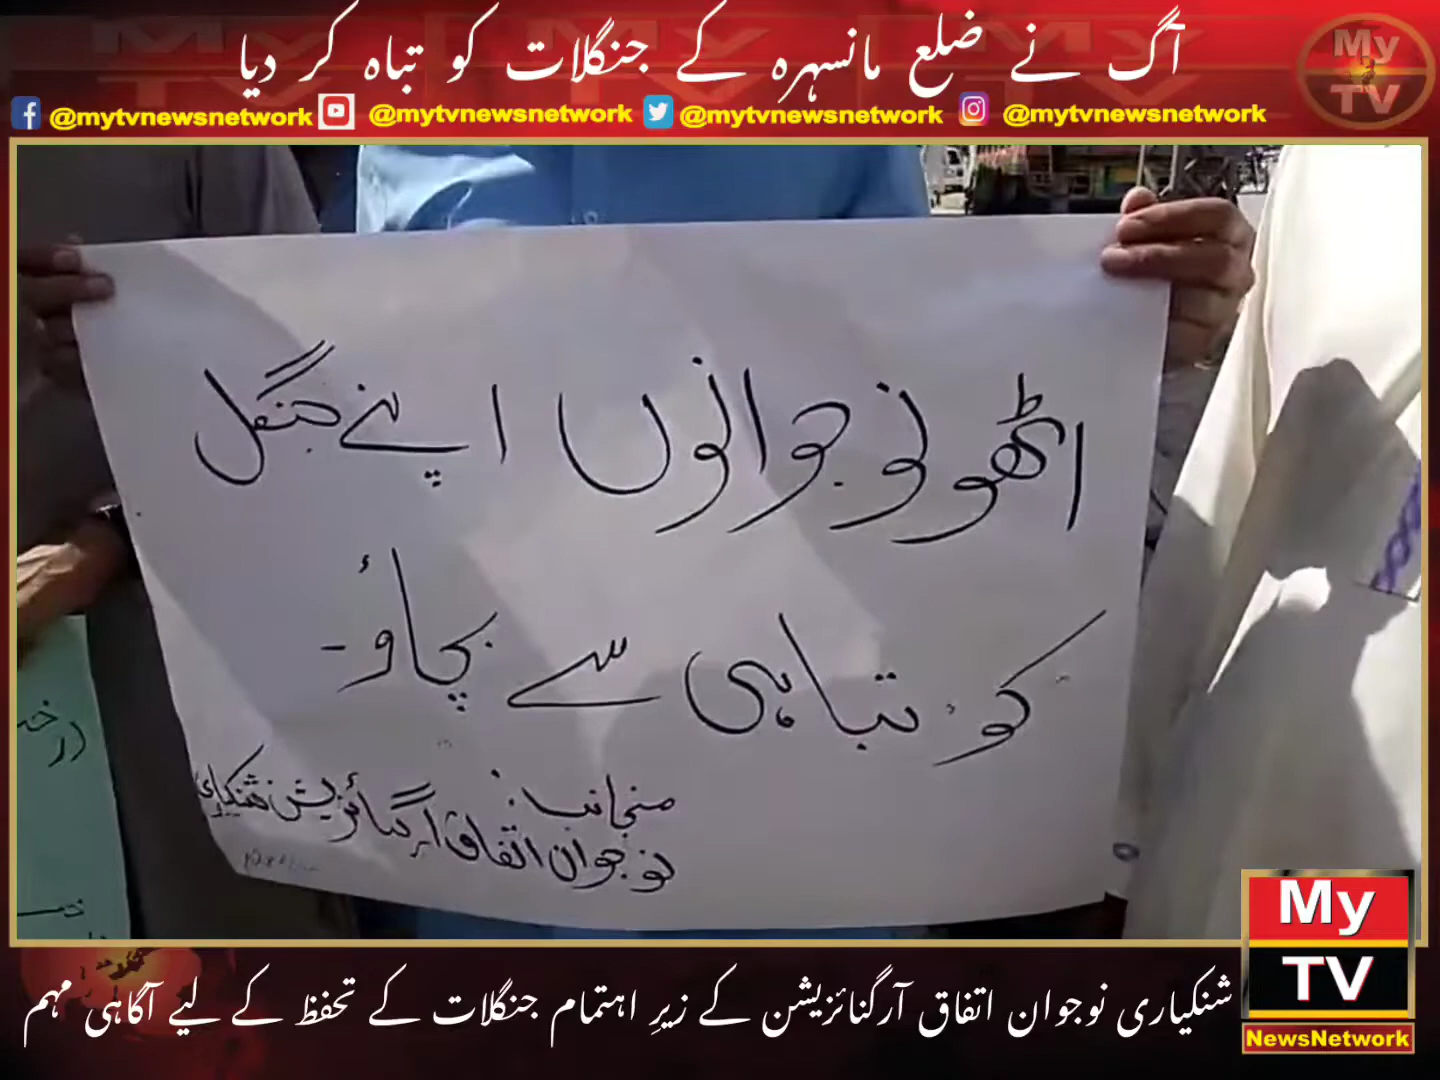 آگ نے ضلع مانسہرہ کے جنگلات کو تباہ کر دیا
My
TV
@mytvnewsnetwork @mytvnewsnetwork @mytvnewsnetwork @mytvnewsnetwork
اٹھو نوجوانوں اپنے جنگل
کو تباہی سے بچاؤ -
منجانب:
نوجوان اتفاق آرگنائزیشن شنکیاری
My
TV
NewsNetwork
شنکیاری نوجوان اتفاق آرگنائزیشن کے زیرِ اہتمام جنگلات کے تحفظ کے لیے آگاہی مہم